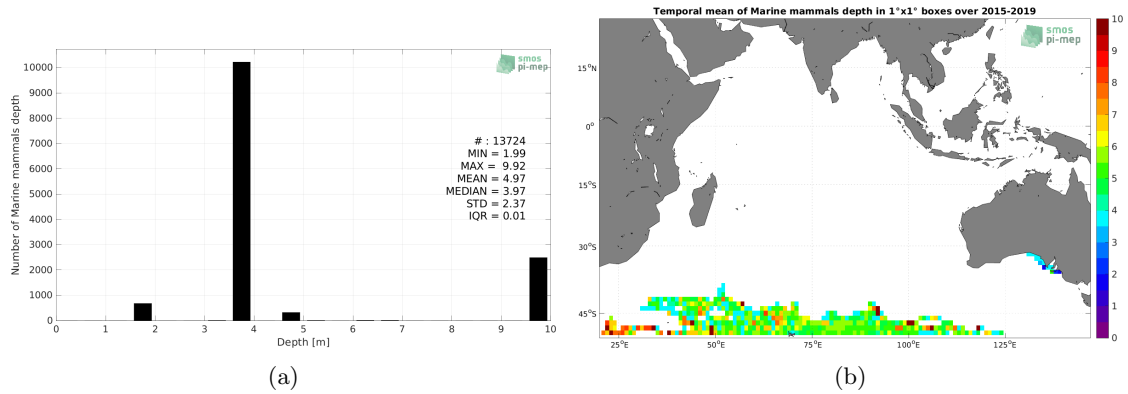 smos
pi-mep
Number of Marine mammals depth
10000
9000
8000
7000
6000
5000
4000
3000
2000
1000
0 1 2 3 4 5 6 7 8 9 10
# : 13724
MIN = 1.99
MAX = 9.92
MEAN = 4.97
MEDIAN = 3.97
STD = 2.37
IQR = 0.01
Depth [m]
(a)
Temporal mean of Marine mammals depth in 1°x1° boxes over 2015-2019
smos
pi-mep
15°N
0°
15°S
30°S
45°S
25°E 50°E 75°E 100°E 125°E
10
9
8
7
6
5
4
3
2
1
0
(b)